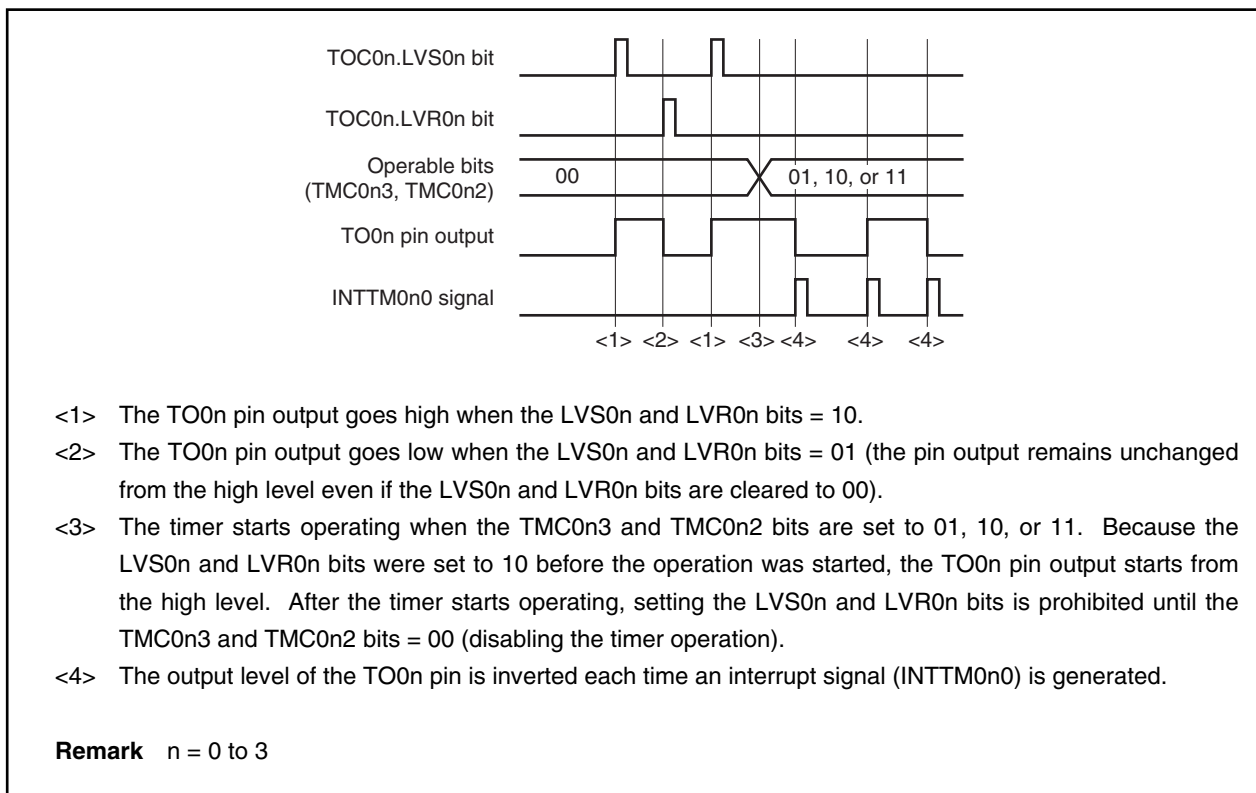 TOC0n.LVS0n bit
TOC0n.LVR0n bit
Operable bits
(TMC0n3, TMC0n2)
00
01, 10, or 11
TO0n pin output
INTTM0n0 signal
<1> <2> <1> <3> <4> <4> <4>
<1> The TO0n pin output goes high when the LVS0n and LVR0n bits = 10.
<2> The TO0n pin output goes low when the LVS0n and LVR0n bits = 01 (the pin output remains unchanged
from the high level even if the LVS0n and LVR0n bits are cleared to 00).
<3> The timer starts operating when the TMC0n3 and TMC0n2 bits are set to 01, 10, or 11. Because the
LVS0n and LVR0n bits were set to 10 before the operation was started, the TO0n pin output starts from
the high level. After the timer starts operating, setting the LVS0n and LVR0n bits is prohibited until the
TMC0n3 and TMC0n2 bits = 00 (disabling the timer operation).
<4> The output level of the TO0n pin is inverted each time an interrupt signal (INTTM0n0) is generated.
Remark n = 0 to 3